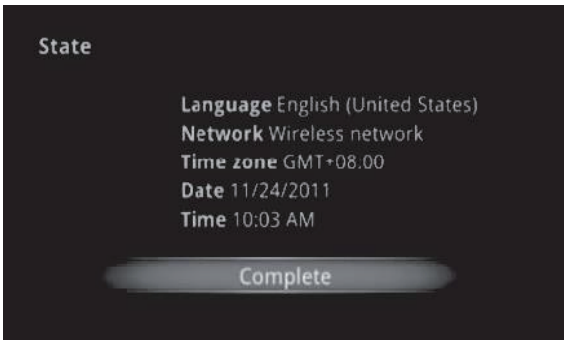 State
Language English (United States)
Network Wireless network
Time zone GMT+08.00
Date 11/24/2011
Time 10:03 AM
Complete